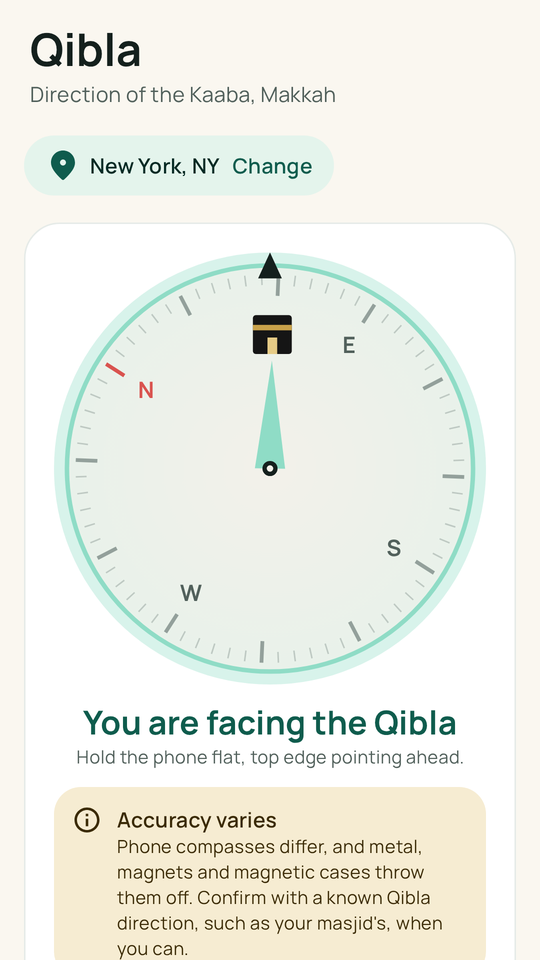 Qibla
Direction of the Kaaba, Makkah
New York, NY Change
E
N
S
W
You are facing the Qibla
Hold the phone flat, top edge pointing ahead.
Accuracy varies
Phone compasses differ, and metal,
magnets and magnetic cases throw
them off. Confirm with a known Qibla
direction, such as your masjid's, when
you can.